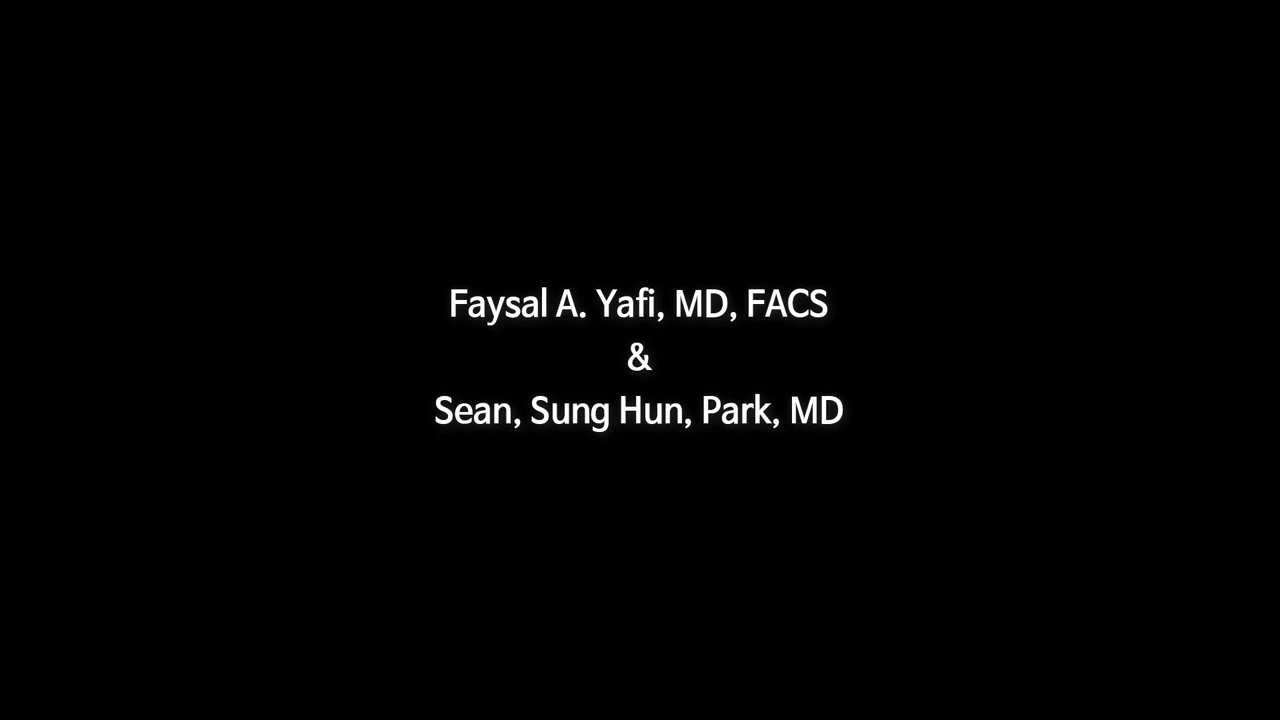 Faysal A. Yafi, MD, FACS
&
Sean, Sung Hun, Park, MD